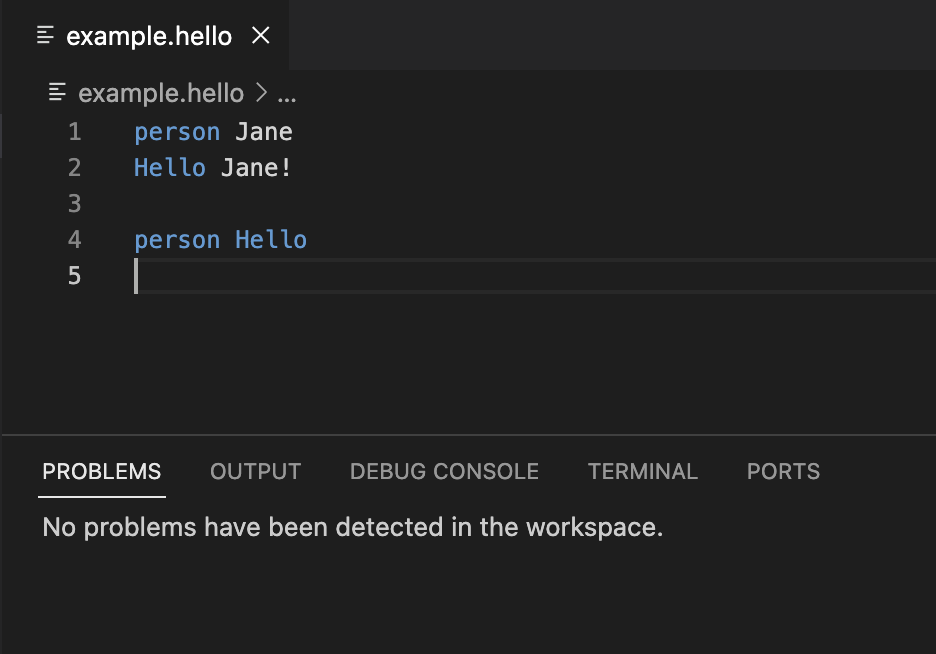 example.hello
example.hello > ...
1 person Jane
2 Hello Jane!
3
4 person Hello
5
PROBLEMS OUTPUT DEBUG CONSOLE TERMINAL PORTS
No problems have been detected in the workspace.